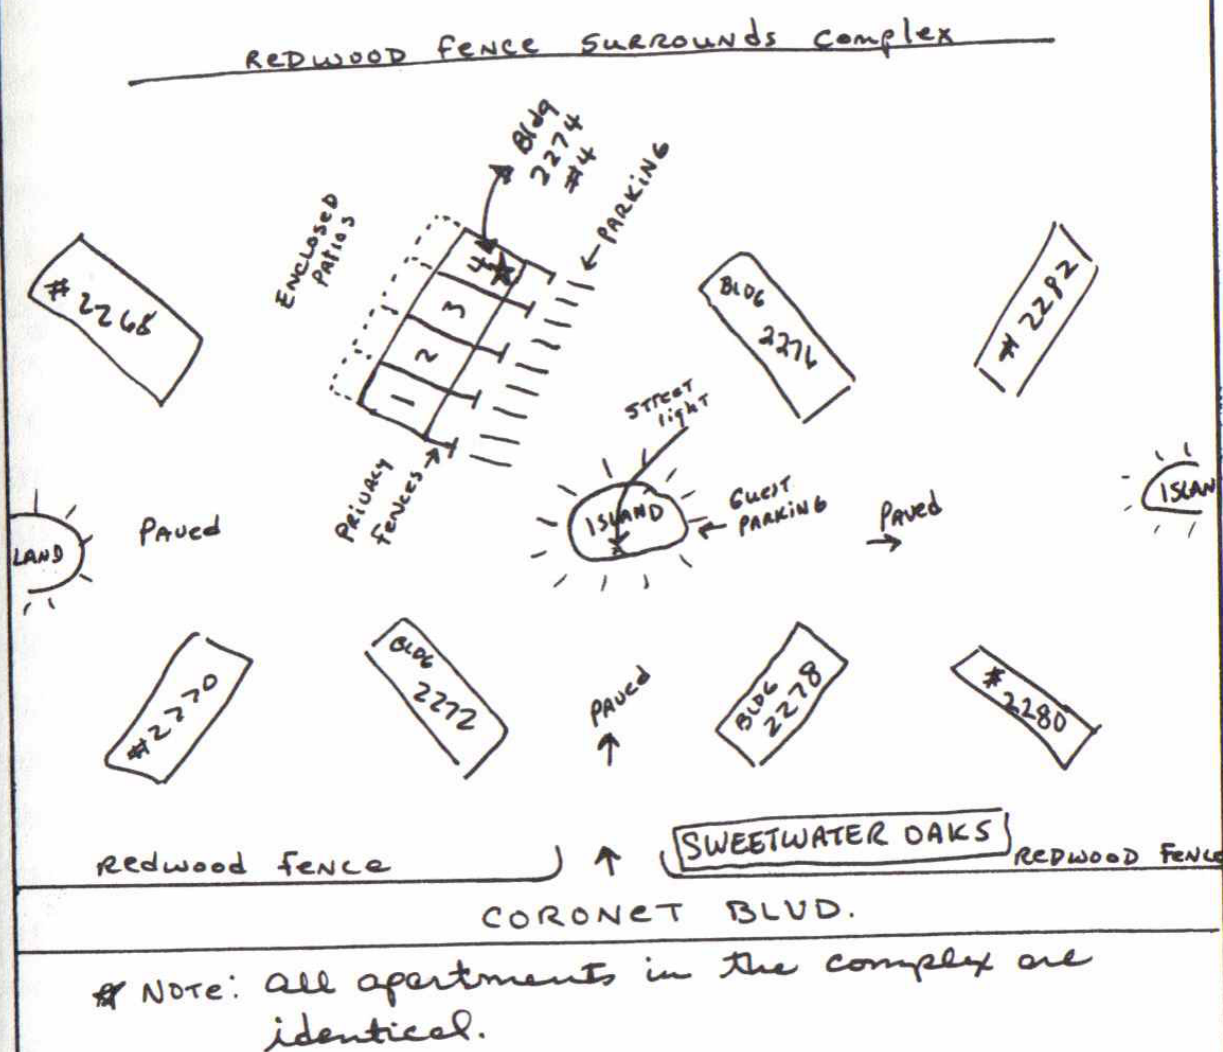 REDWOOD FENCE SURROUNDS COMPLEX
Bldg
2274
#4
← PARKING
ENCLOSED
PATIOS
4
3
2
1
PRIVACY
FENCES
# 2268
BLDG
2276
# 2282
STREET
LIGHT
ISLAND
GUEST
PARKING
PAVED
ISLAN
LAND
PAVED
#2270
BLDG
2272
PAVED
BLDG
2278
#
2280
Redwood fence
SWEETWATER OAKS
REDWOOD FENCE
CORONET BLVD.
* NOTE: All apartments in the complex are
identical.